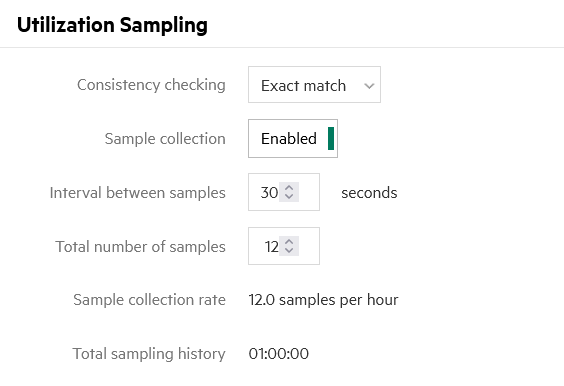 Utilization Sampling
Consistency checking Exact match
Sample collection Enabled
Interval between samples 30 seconds
Total number of samples 12
Sample collection rate 12.0 samples per hour
Total sampling history 01:00:00